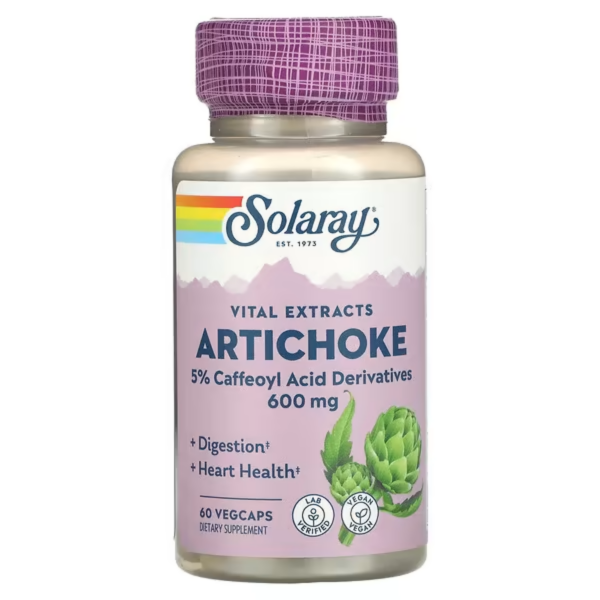 Solaray®
EST. 1973
VITAL EXTRACTS
ARTICHOKE
5% Caffeoyl Acid Derivatives
600 mg
+ Digestion‡
+ Heart Health‡
60 VEGCAPS
DIETARY SUPPLEMENT
LAB VERIFIED
VEGAN VEGAN